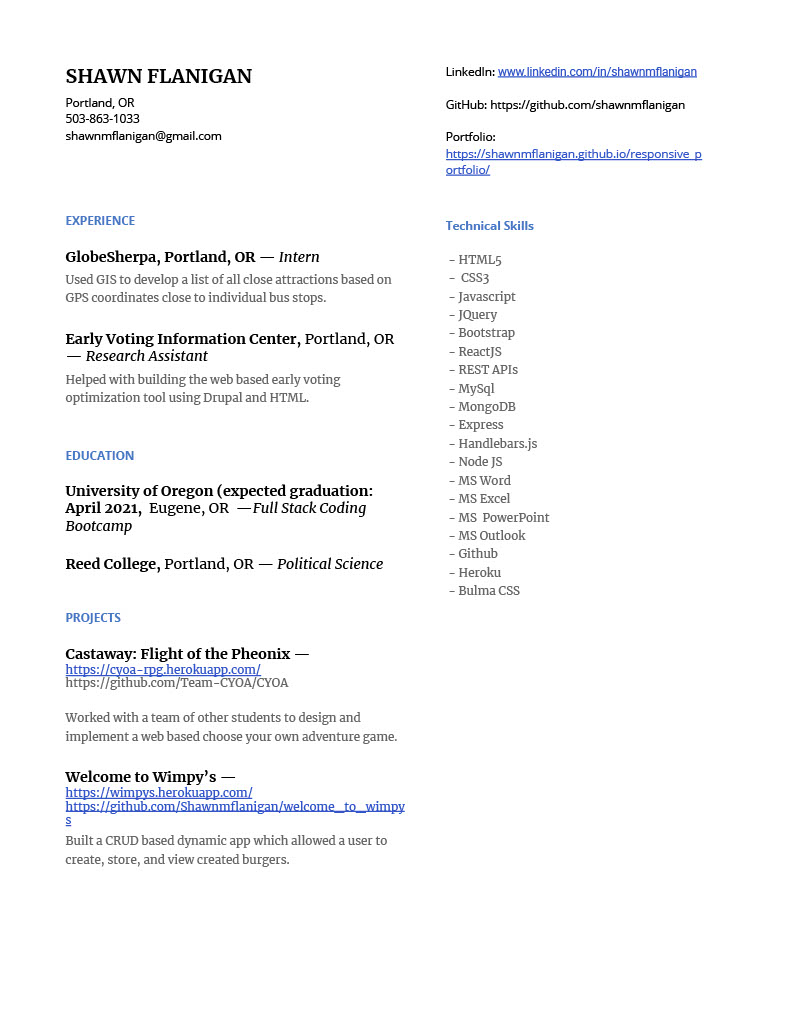 SHAWN FLANIGAN
Portland, OR
503-863-1033
shawnmflanigan@gmail.com
LinkedIn: www.linkedin.com/in/shawnmflanigan
GitHub: https://github.com/shawnmflanigan
Portfolio:
https://shawnmflanigan.github.io/responsive_p
ortfolio/
EXPERIENCE
GlobeSherpa, Portland, OR — Intern
Used GIS to develop a list of all close attractions based on
GPS coordinates close to individual bus stops.
Early Voting Information Center, Portland, OR
— Research Assistant
Helped with building the web based early voting
optimization tool using Drupal and HTML.
EDUCATION
University of Oregon (expected graduation:
April 2021,  Eugene, OR  —Full Stack Coding
Bootcamp
Reed College, Portland, OR — Political Science
PROJECTS
Castaway: Flight of the Pheonix —
https://cyoa-rpg.herokuapp.com/
https://github.com/Team-CYOA/CYOA
Worked with a team of other students to design and
implement a web based choose your own adventure game.
Welcome to Wimpy’s —
https://wimpys.herokuapp.com/
https://github.com/Shawnmflanigan/welcome_to_wimpy
s
Built a CRUD based dynamic app which allowed a user to
create, store, and view created burgers.
Technical Skills
- HTML5
-  CSS3
- Javascript
- JQuery
- Bootstrap
- ReactJS
- REST APIs
- MySql
- MongoDB
- Express
- Handlebars.js
- Node JS
- MS Word
- MS Excel
- MS  PowerPoint
- MS Outlook
- Github
- Heroku
- Bulma CSS